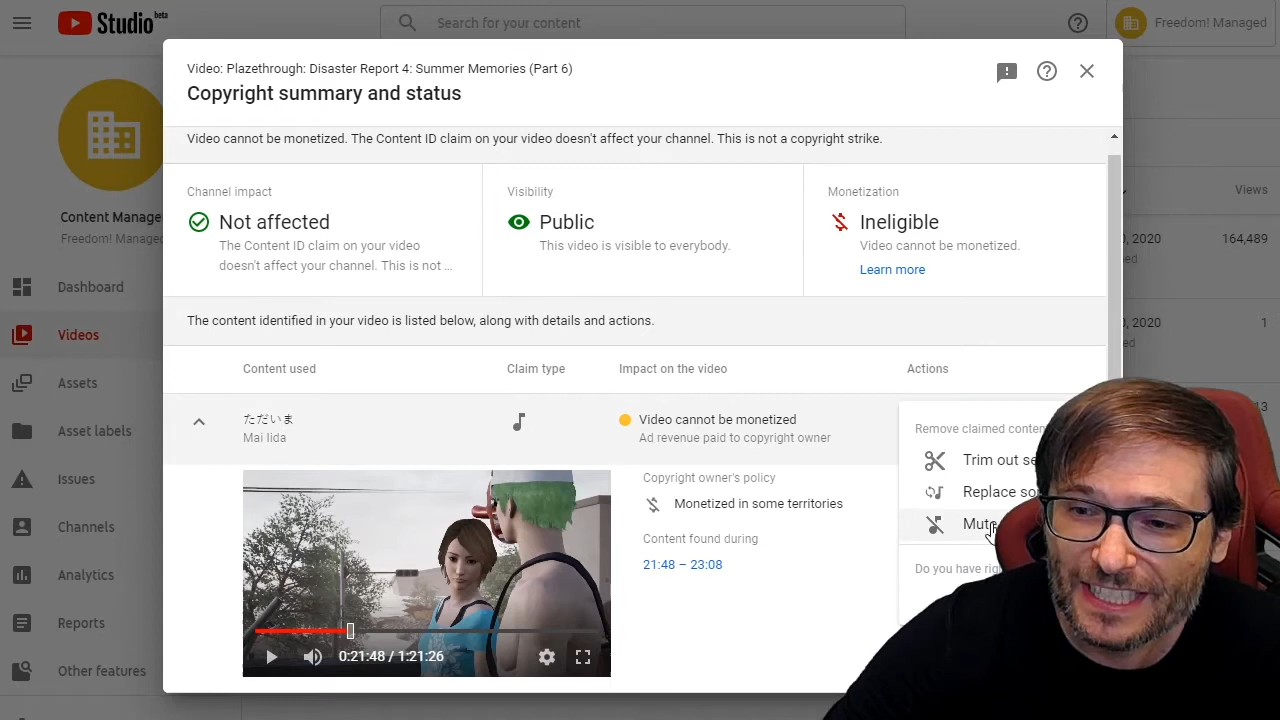 Studio beta
Search for your content
Freedom! Managed
Video: Plazethrough: Disaster Report 4: Summer Memories (Part 6)
Copyright summary and status
Video cannot be monetized. The Content ID claim on your video doesn't affect your channel. This is not a copyright strike.
Channel impact
Not affected
The Content ID claim on your video
doesn't affect your channel. This is not ...
Visibility
Public
This video is visible to everybody.
Monetization
Ineligible
Video cannot be monetized.
Learn more
The content identified in your video is listed below, along with details and actions.
Content used
Claim type
Impact on the video
Actions
ただいま
Mai Iida
Video cannot be monetized
Ad revenue paid to copyright owner
Copyright owner's policy
Monetized in some territories
Content found during
21:48 – 23:08
0:21:48 / 1:21:26
Remove claimed conten
Trim out se
Replace so
Mute
Do you have rig
Content Manage
Freedom! Managed
Dashboard
Videos
Assets
Asset labels
Issues
Channels
Analytics
Reports
Other features
Views
0, 2020
ned
164,489
0, 2020
ed
1
13